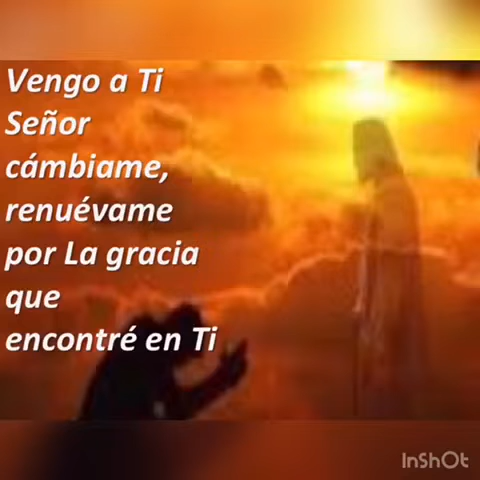 Vengo a Ti
Señor
cámbiame,
renuévame
por La gracia
que
encontré en Ti
InShOt